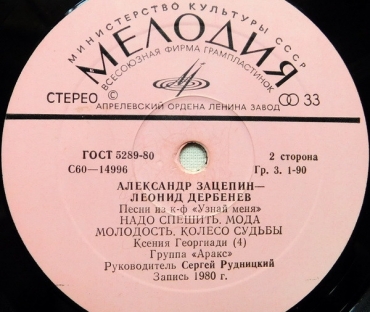 МИНИСТЕРСТВО КУЛЬТУРЫ СССР
МЕЛОДИЯ
ВСЕСОЮЗНАЯ ФИРМА ГРАМПЛАСТИНОК
СТЕРЕО
33
АПРЕЛЕВСКИЙ ОРДЕНА ЛЕНИНА ЗАВОД
ГОСТ 5289-80
2 сторона
С60—14996
Гр. 3. 1-90
АЛЕКСАНДР ЗАЦЕПИН—
ЛЕОНИД ДЕРБЕНЕВ
Песни из к-ф «Узнай меня»
НАДО СПЕШИТЬ, МОДА
МОЛОДОСТЬ, КОЛЕСО СУДЬБЫ
Ксения Георгиади (4)
Группа «Аракс»
Руководитель Сергей Рудницкий
Запись 1980 г.